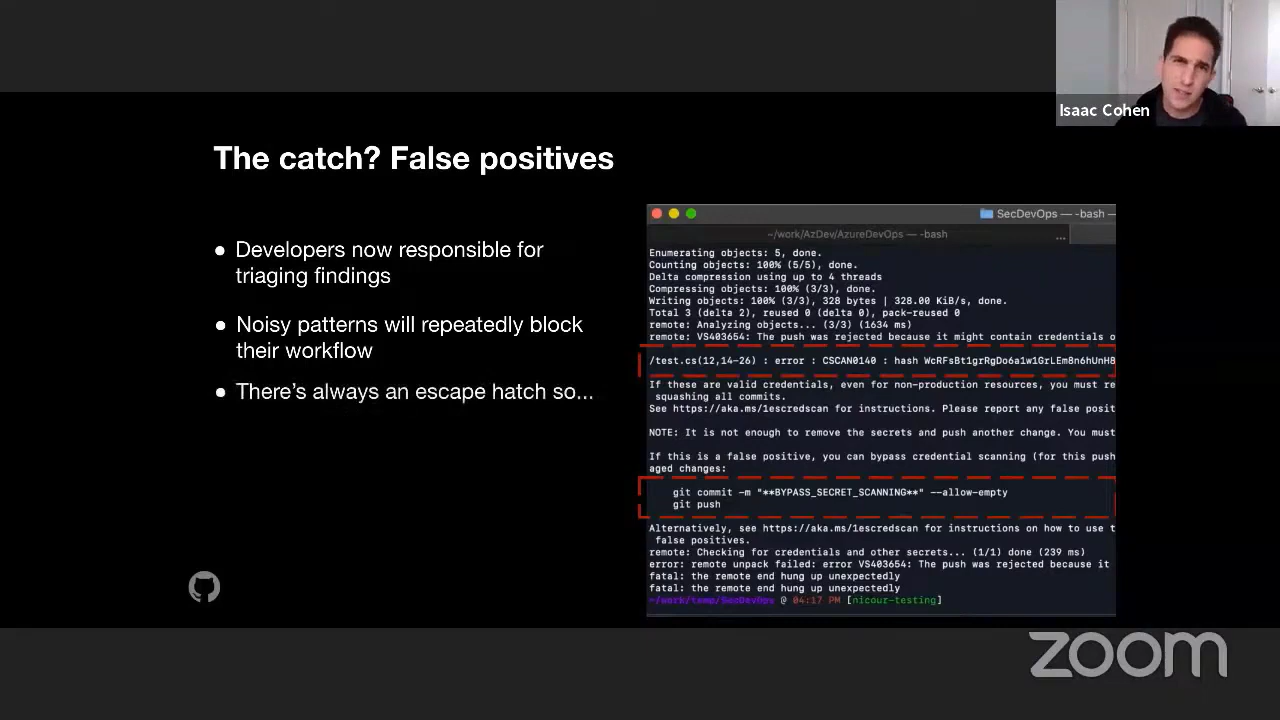 Isaac Cohen
The catch? False positives
● Developers now responsible for
triaging findings
● Noisy patterns will repeatedly block
their workflow
● There's always an escape hatch so...
SecDevOps — -bash —
~/work/AzDev/AzureDevOps — -bash
...
Enumerating objects: 5, done.
Counting objects: 100% (5/5), done.
Delta compression using up to 4 threads
Compressing objects: 100% (3/3), done.
Writing objects: 100% (3/3), 328 bytes | 328.00 KiB/s, done.
Total 3 (delta 2), reused 0 (delta 0), pack-reused 0
remote: Analyzing objects... (3/3) (1634 ms)
remote: VS403654: The push was rejected because it might contain credentials o
/test.cs(12,14-26) : error : CSCAN0140 : hash WcRFsBt1grRgDo6a1w1GrLEm8n6hUnH8
If these are valid credentials, even for non-production resources, you must re
squashing all commits.
See https://aka.ms/1escredscan for instructions. Please report any false posit
NOTE: It is not enough to remove the secrets and push another change. You must
If this is a false positive, you can bypass credential scanning (for this push
aged changes:
git commit -m "**BYPASS_SECRET_SCANNING**" --allow-empty
git push
Alternatively, see https://aka.ms/1escredscan for instructions on how to use t
false positives.
remote: Checking for credentials and other secrets... (1/1) done (239 ms)
error: remote unpack failed: error VS403654: The push was rejected because it
fatal: the remote end hung up unexpectedly
fatal: the remote end hung up unexpectedly
~/work/temp/SecDevOps @ 04:17 PM [nicour-testing]
zoom